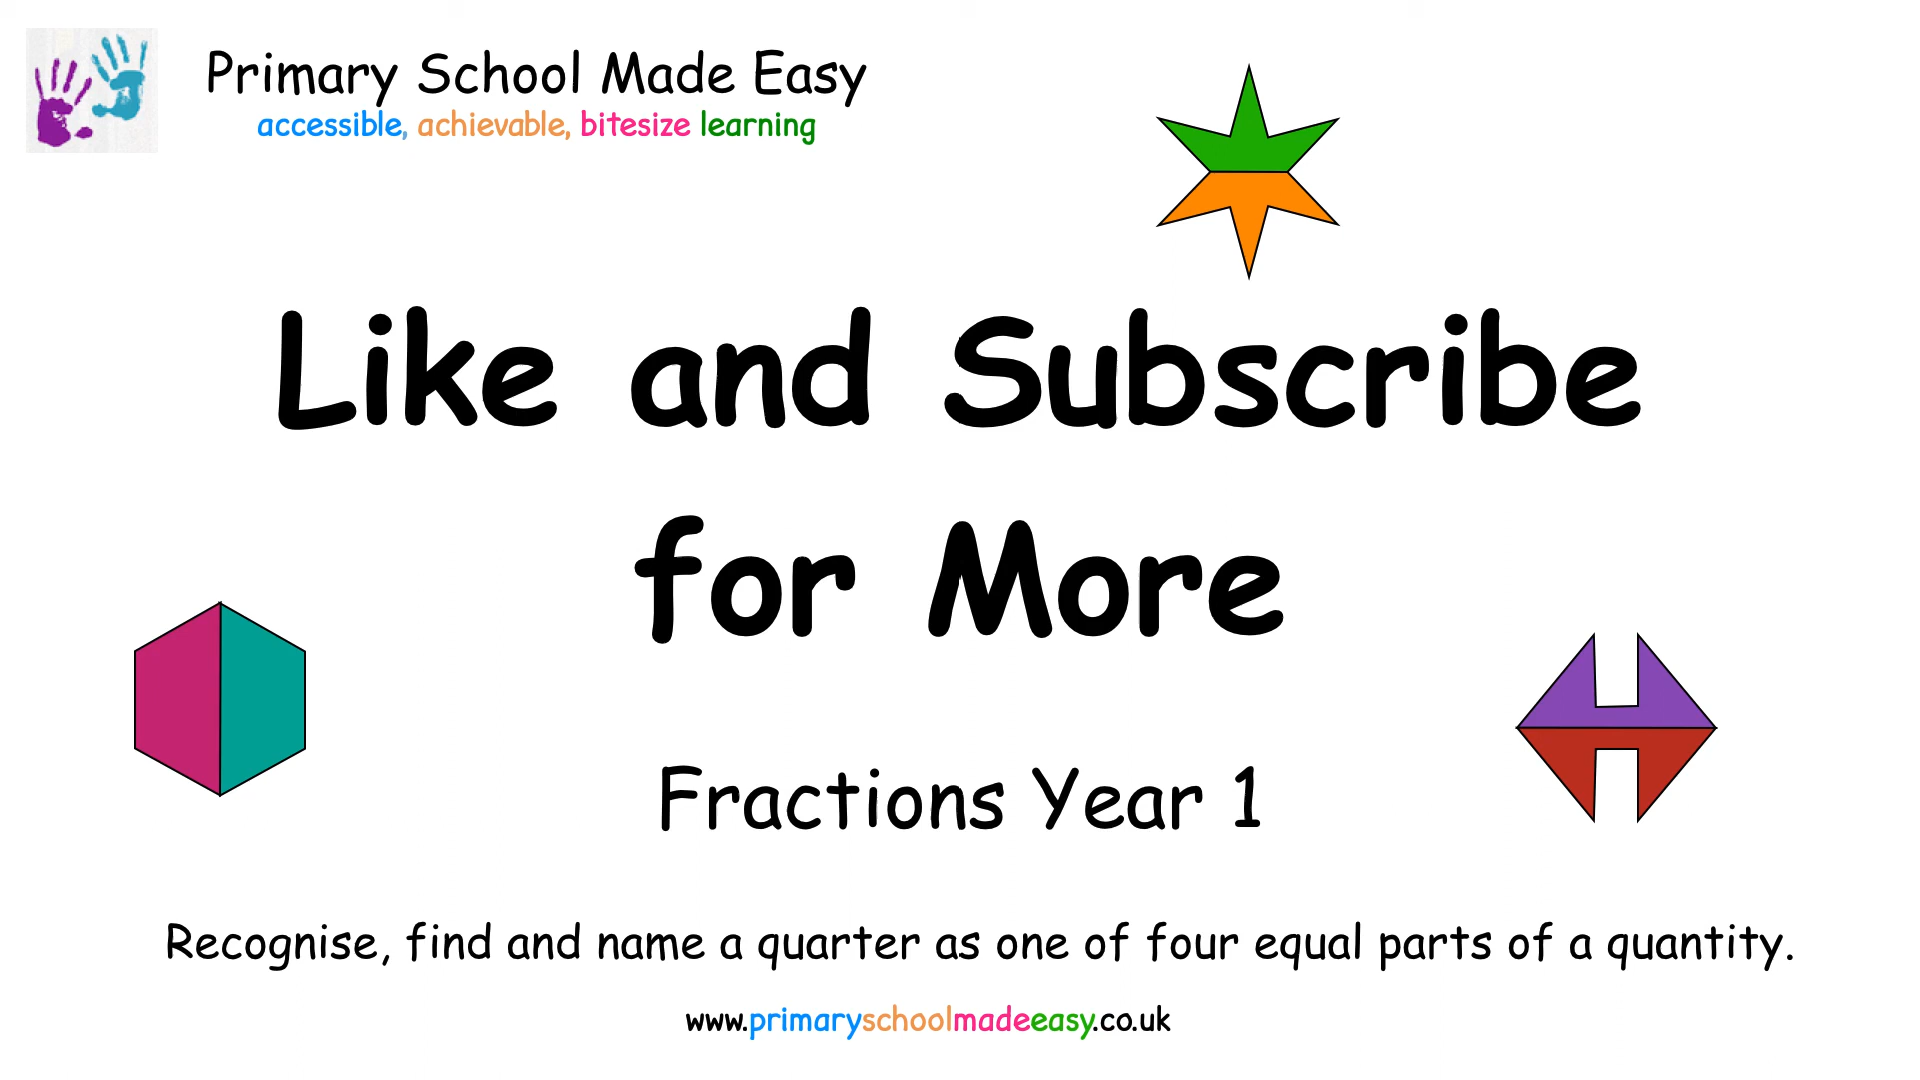 Primary School Made Easy
accessible, achievable, bitesize learning
Like and Subscribe
for More
Fractions Year 1
Recognise, find and name a quarter as one of four equal parts of a quantity.
www.primaryschoolmadeeasy.co.uk